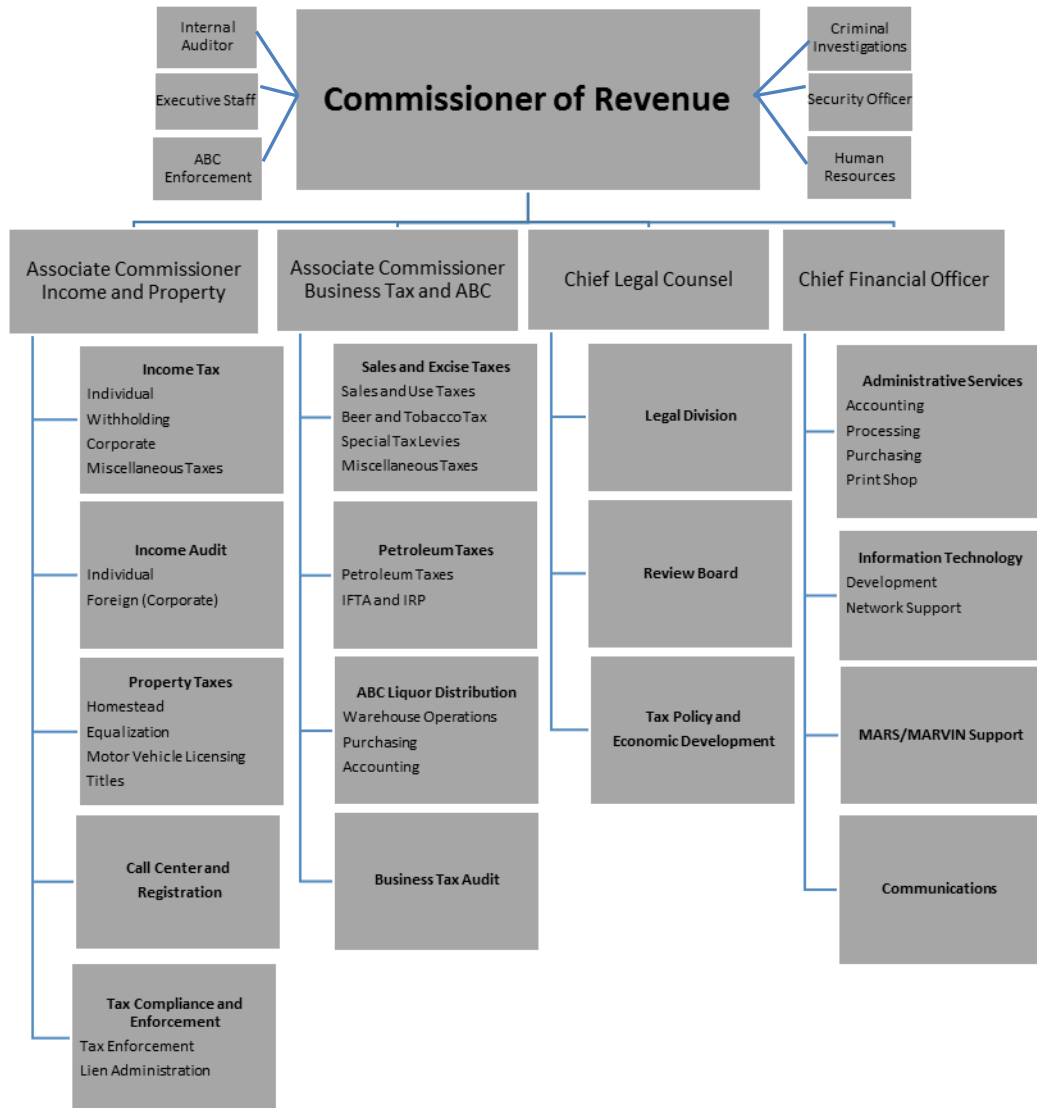 Internal
Auditor
Executive Staff
ABC
Enforcement
Commissioner of Revenue
Criminal
Investigations
Security Officer
Human
Resources
Associate Commissioner
Income and Property
Income Tax
Individual
Withholding
Corporate
Miscellaneous Taxes
Income Audit
Individual
Foreign (Corporate)
Property Taxes
Homestead
Equalization
Motor Vehicle Licensing
Titles
Call Center and
Registration
Tax Compliance and
Enforcement
Tax Enforcement
Lien Administration
Associate Commissioner
Business Tax and ABC
Sales and Excise Taxes
Sales and Use Taxes
Beer and Tobacco Tax
Special Tax Levies
Miscellaneous Taxes
Petroleum Taxes
Petroleum Taxes
IFTA and IRP
ABC Liquor Distribution
Warehouse Operations
Purchasing
Accounting
Business Tax Audit
Chief Legal Counsel
Legal Division
Review Board
Tax Policy and
Economic Development
Chief Financial Officer
Administrative Services
Accounting
Processing
Purchasing
Print Shop
Information Technology
Development
Network Support
MARS/MARVIN Support
Communications